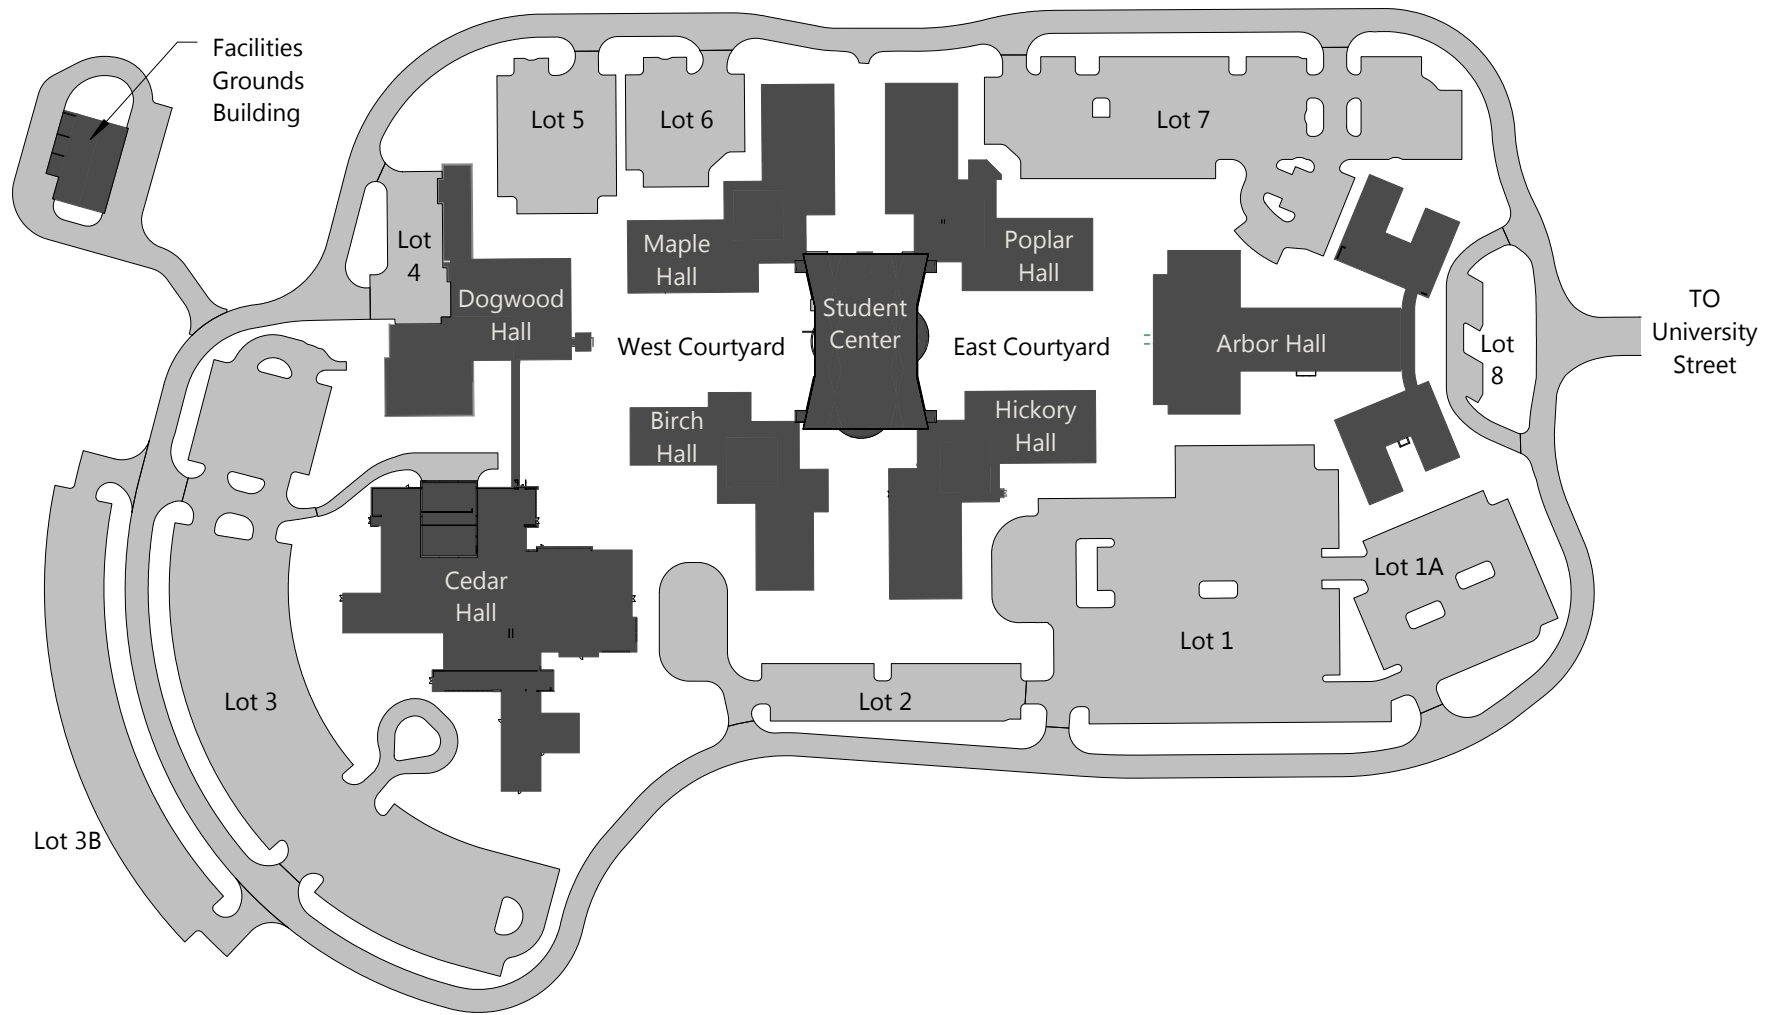 Facilities
Grounds
Building
Lot 5
Lot 6
Lot 7
Lot
4
Maple
Hall
Poplar
Hall
Dogwood
Hall
Student
Center
West Courtyard
East Courtyard
Arbor Hall
Lot
8
TO
University
Street
Birch
Hall
Hickory
Hall
Cedar
Hall
Lot 1A
Lot 1
Lot 2
Lot 3
Lot 3B